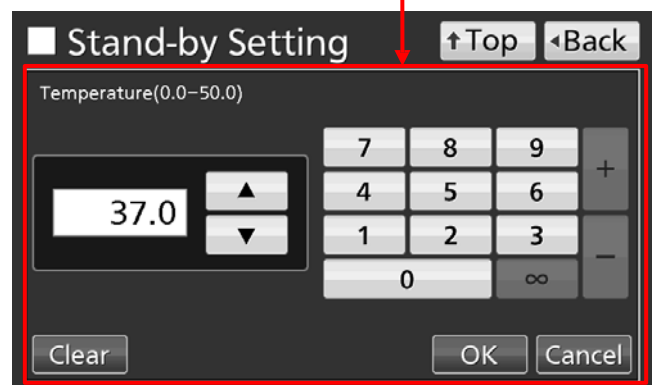 Stand-by Setting ↑Top ◂Back
Temperature(0.0-50.0)
7 8 9 +
37.0 ▲ 4 5 6
▼ 1 2 3 −
0 ∞
Clear OK Cancel